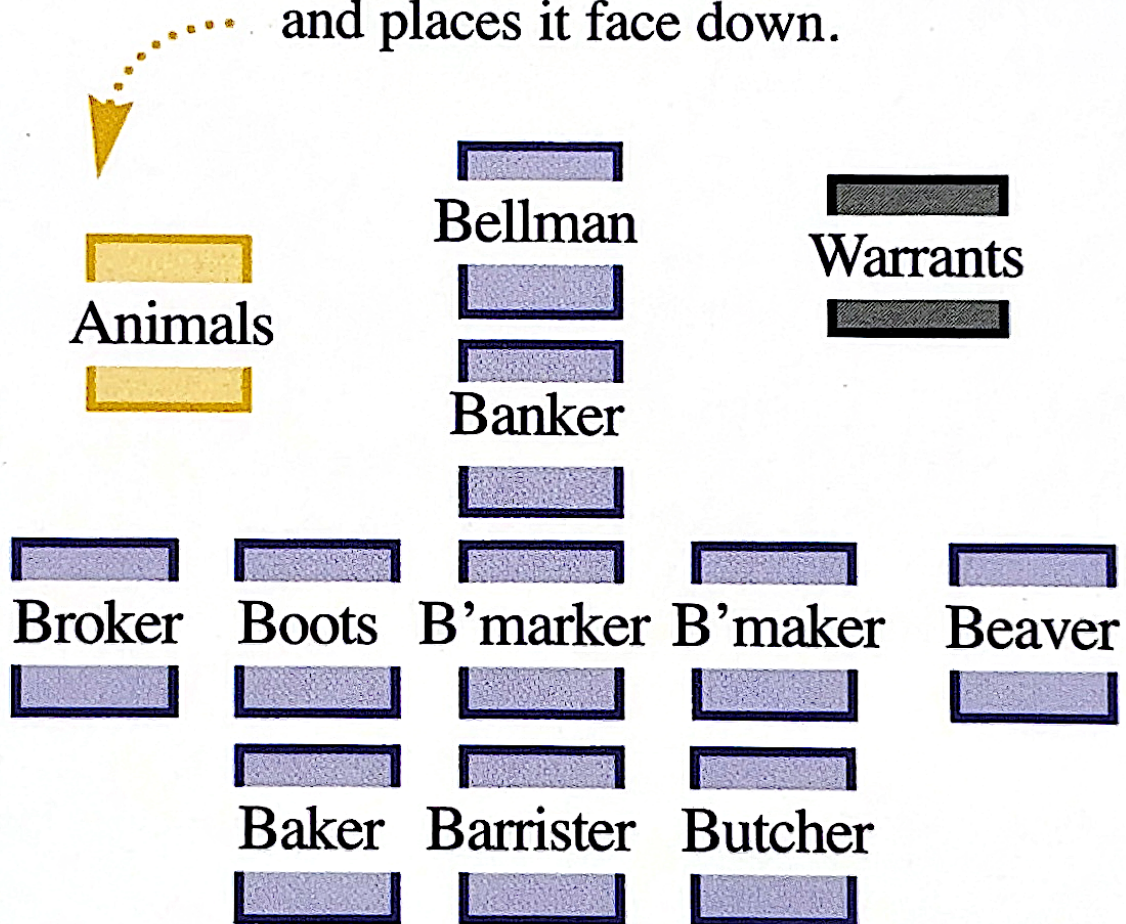 and places it face down.
Bellman
Warrants
Animals
Banker
Broker Boots B’marker B’maker Beaver
Baker Barrister Butcher